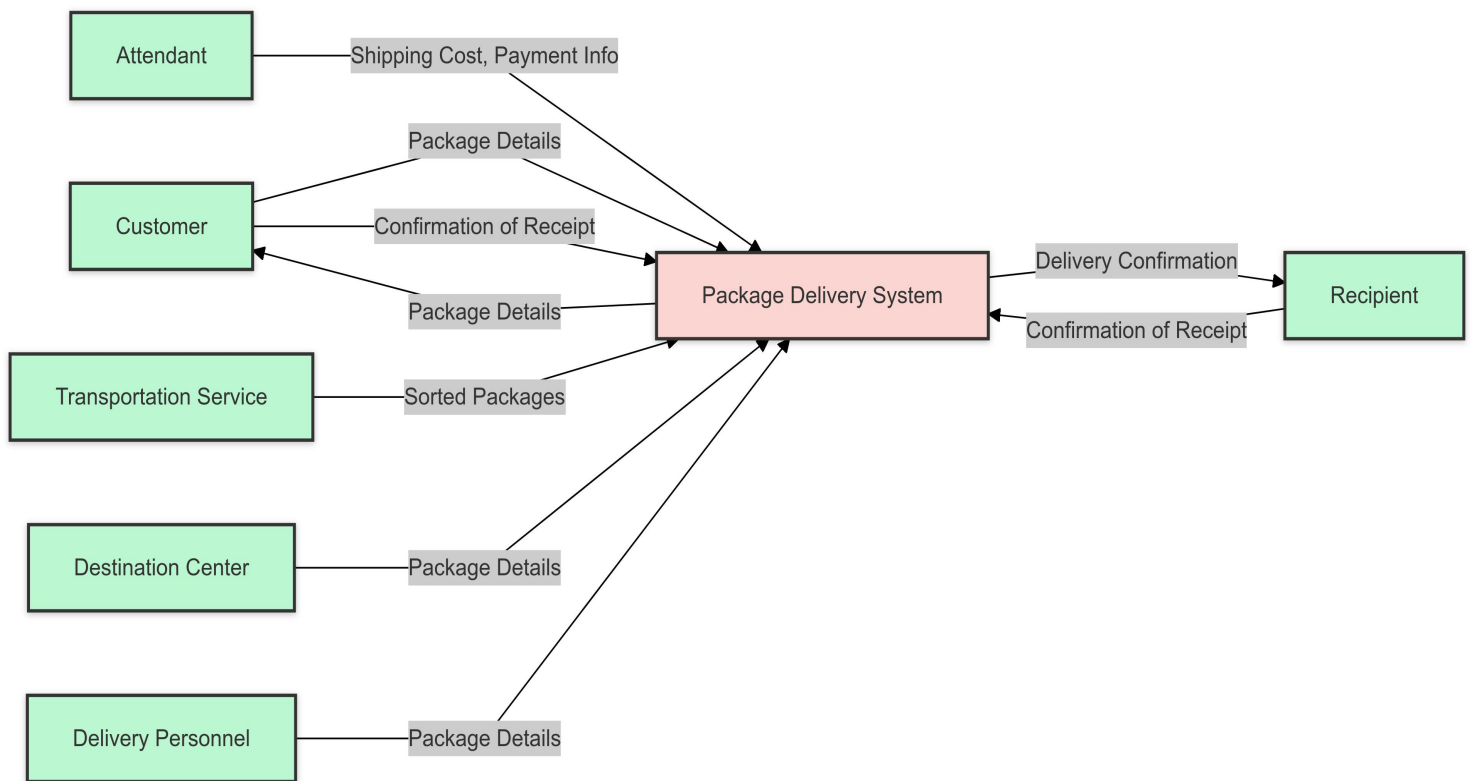 Attendant
Shipping Cost, Payment Info
Package Details
Customer
Confirmation of Receipt
Package Details
Package Delivery System
Delivery Confirmation
Recipient
Confirmation of Receipt
Transportation Service
Sorted Packages
Destination Center
Package Details
Delivery Personnel
Package Details